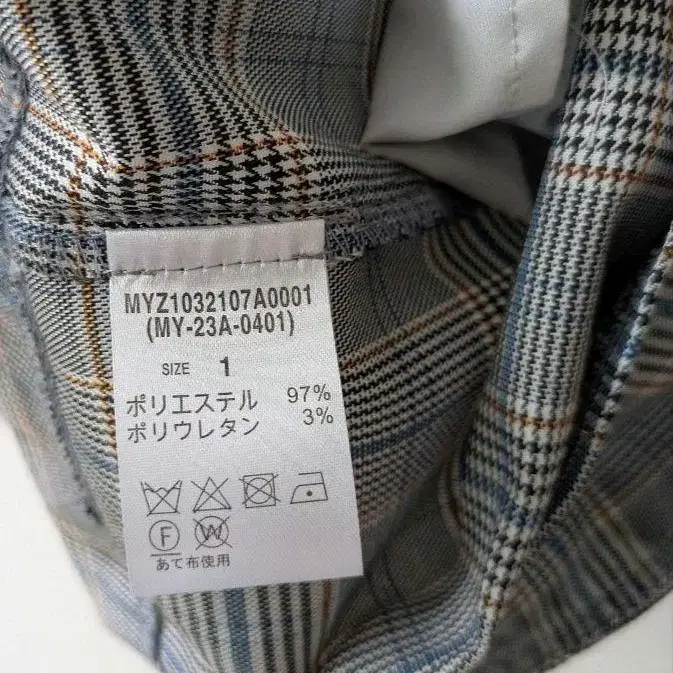 MYZ1032107A0001
(MY-23A-0401)
SIZE 1
ポリエステル 97%
ポリウレタン 3%
F W
あて布使用